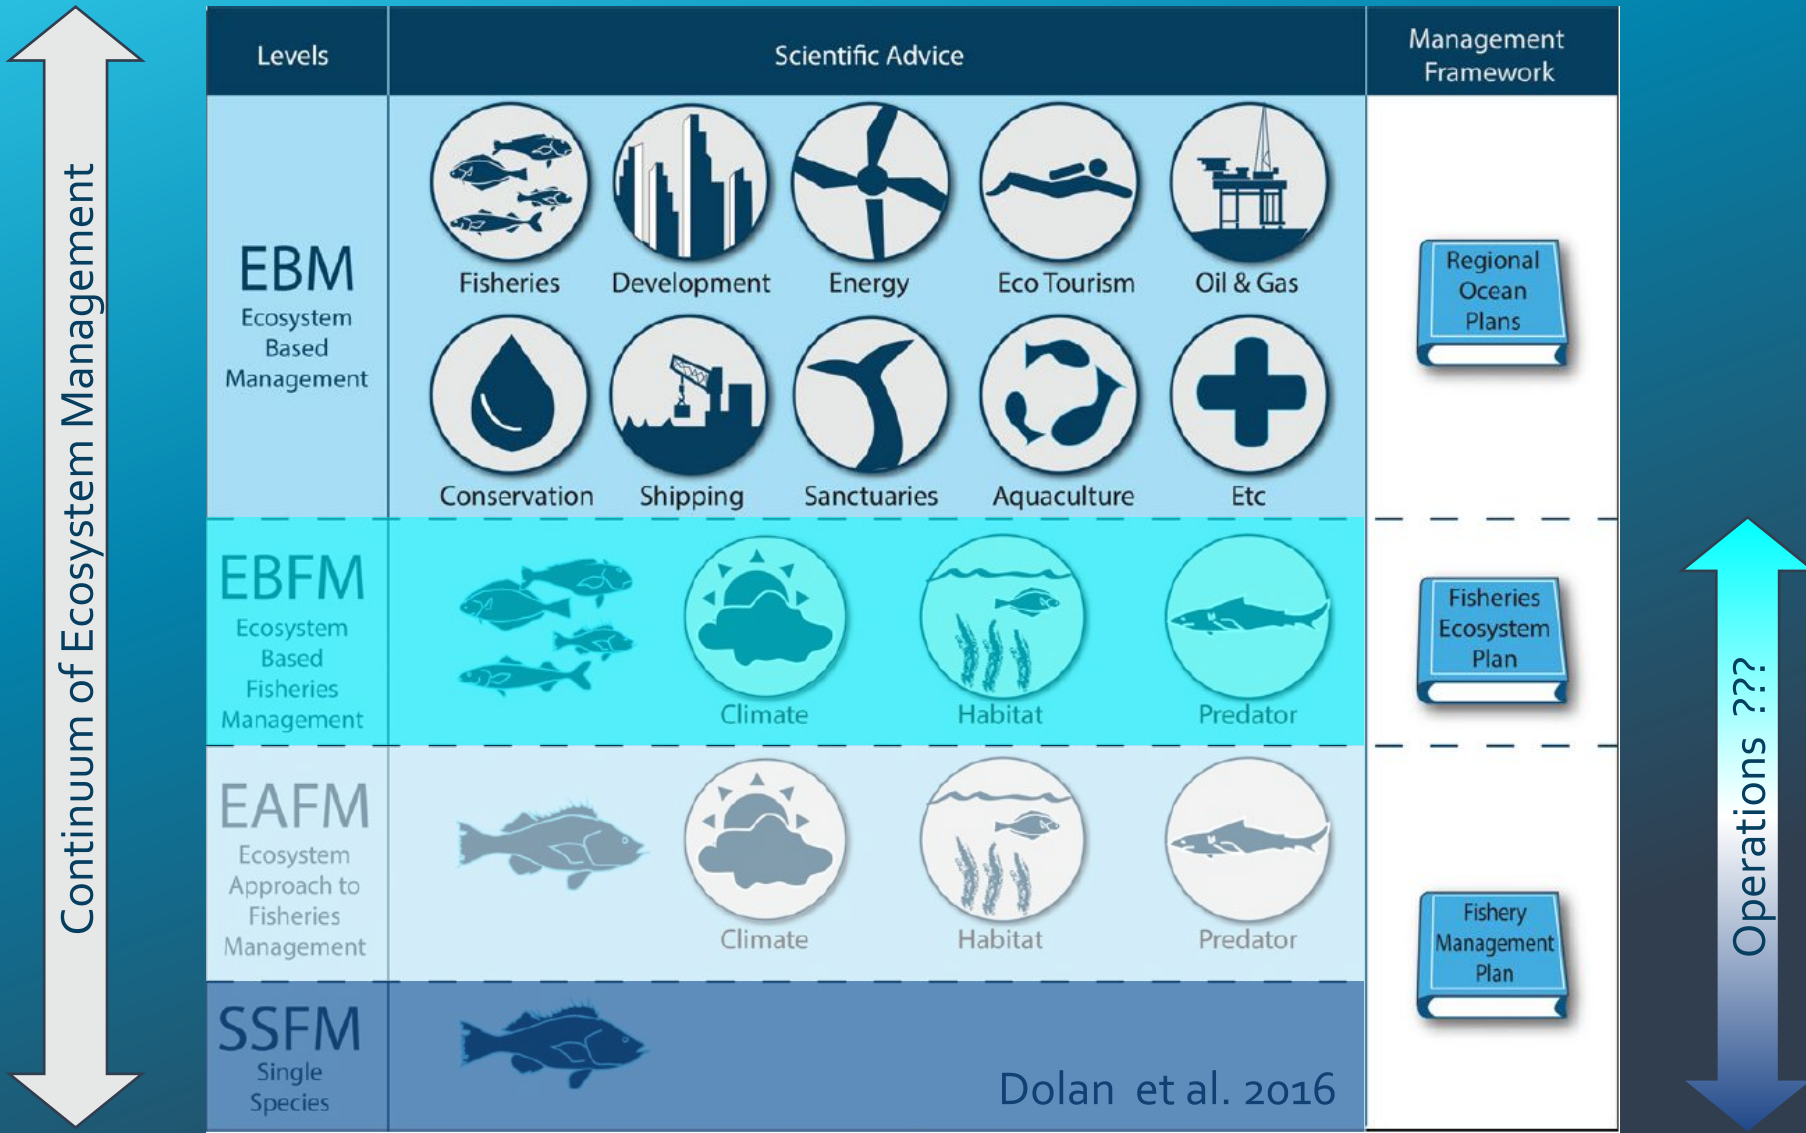 Continuum of Ecosystem Management
Levels
Scientific Advice
Management
Framework
EBM
Ecosystem
Based
Management
Fisheries
Development
Energy
Eco Tourism
Oil & Gas
Conservation
Shipping
Sanctuaries
Aquaculture
Etc
Regional
Ocean
Plans
EBFM
Ecosystem
Based
Fisheries
Management
Climate
Habitat
Predator
Fisheries
Ecosystem
Plan
EAFM
Ecosystem
Approach to
Fisheries
Management
Climate
Habitat
Predator
Fishery
Management
Plan
SSFM
Single
Species
Dolan et al. 2016
Operations ???